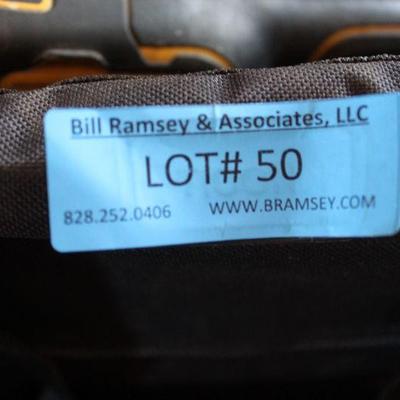 Bill Ramsey & Associates, LLC
LOT# 50
828.252.0406 WWW.BRAMSEY.COM